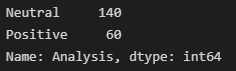 Neutral     140
Positive     60
Name: Analysis, dtype: int64